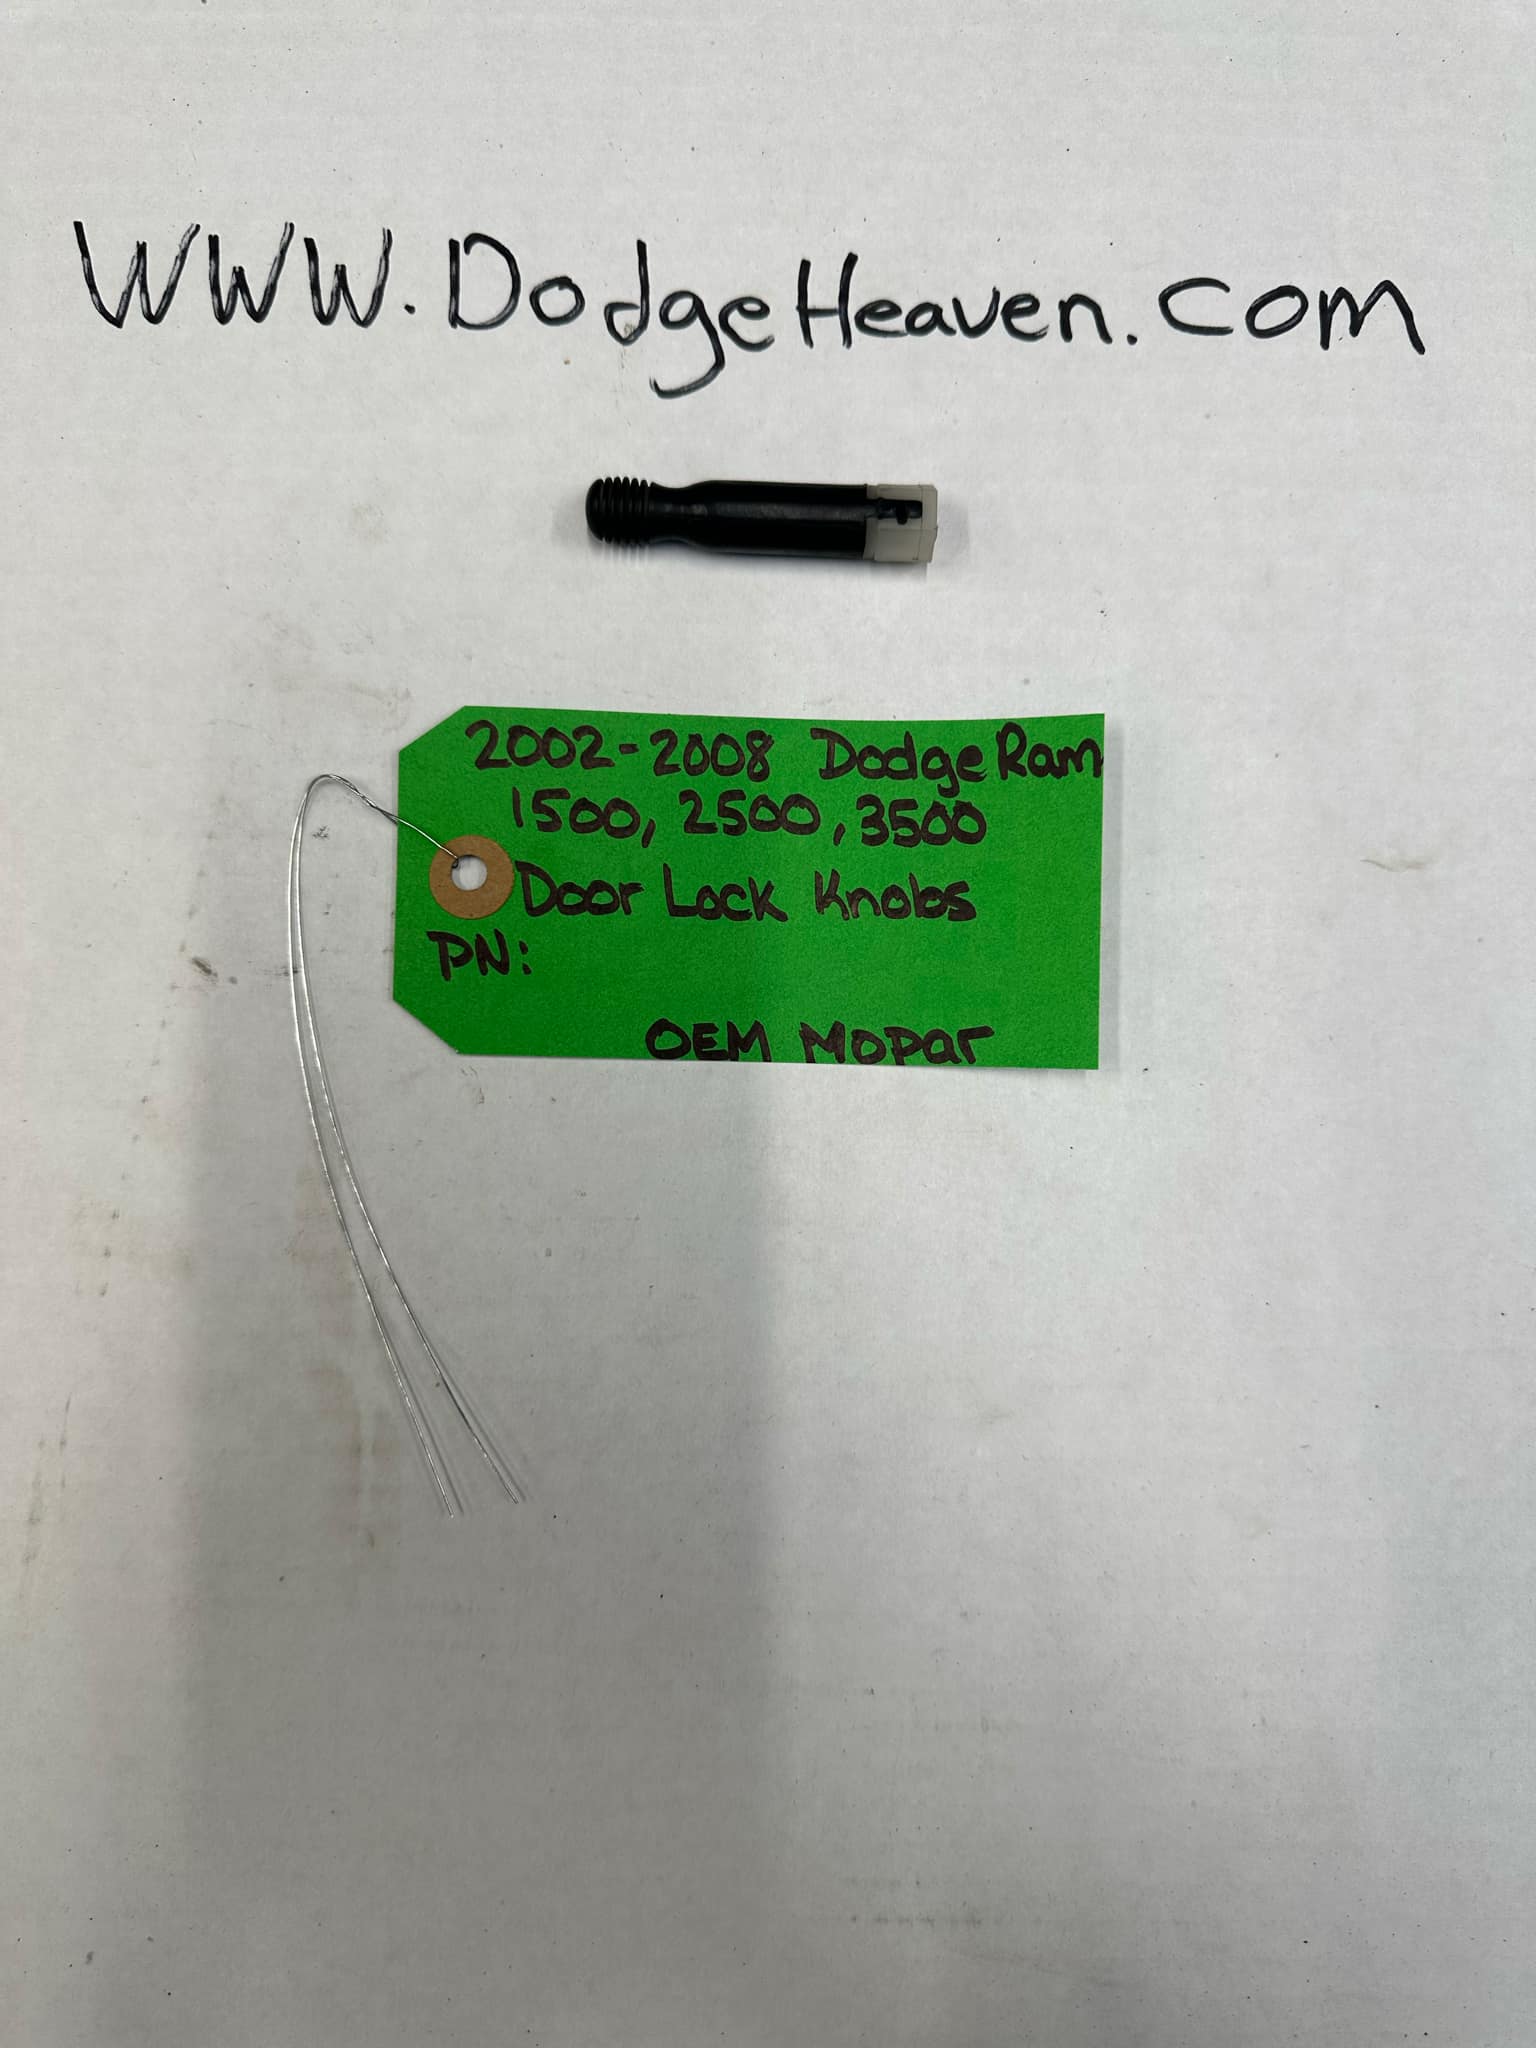 WWW.DodgeHeaven.com
2002-2008 Dodge Ram
1500, 2500, 3500
Door Lock Knobs
PN:
OEM Mopar